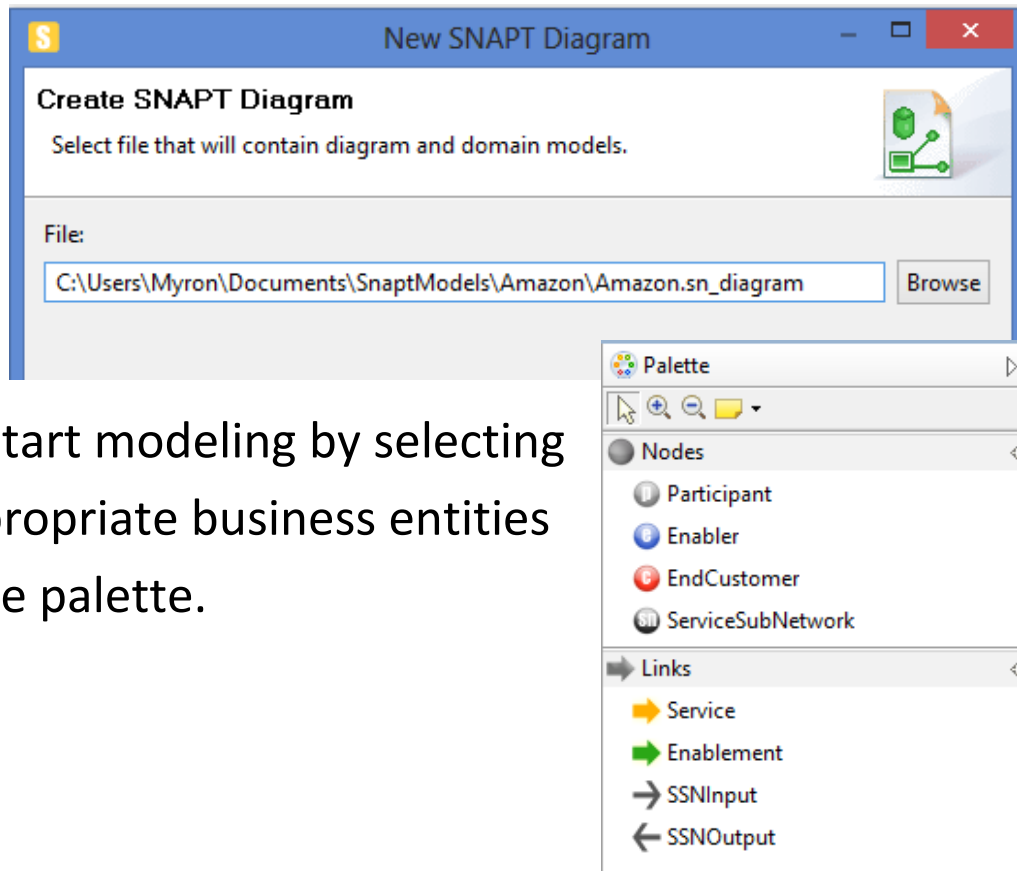 S New SNAPT Diagram
Create SNAPT Diagram
Select file that will contain diagram and domain models.
File:
C:\Users\Myron\Documents\SnaptModels\Amazon\Amazon.sn_diagram Browse
Palette
Nodes
p Participant
e Enabler
C EndCustomer
sn ServiceSubNetwork
Links
Service
Enablement
SSNInput
SSNOutput
tart modeling by selecting
ropriate business entities
e palette.